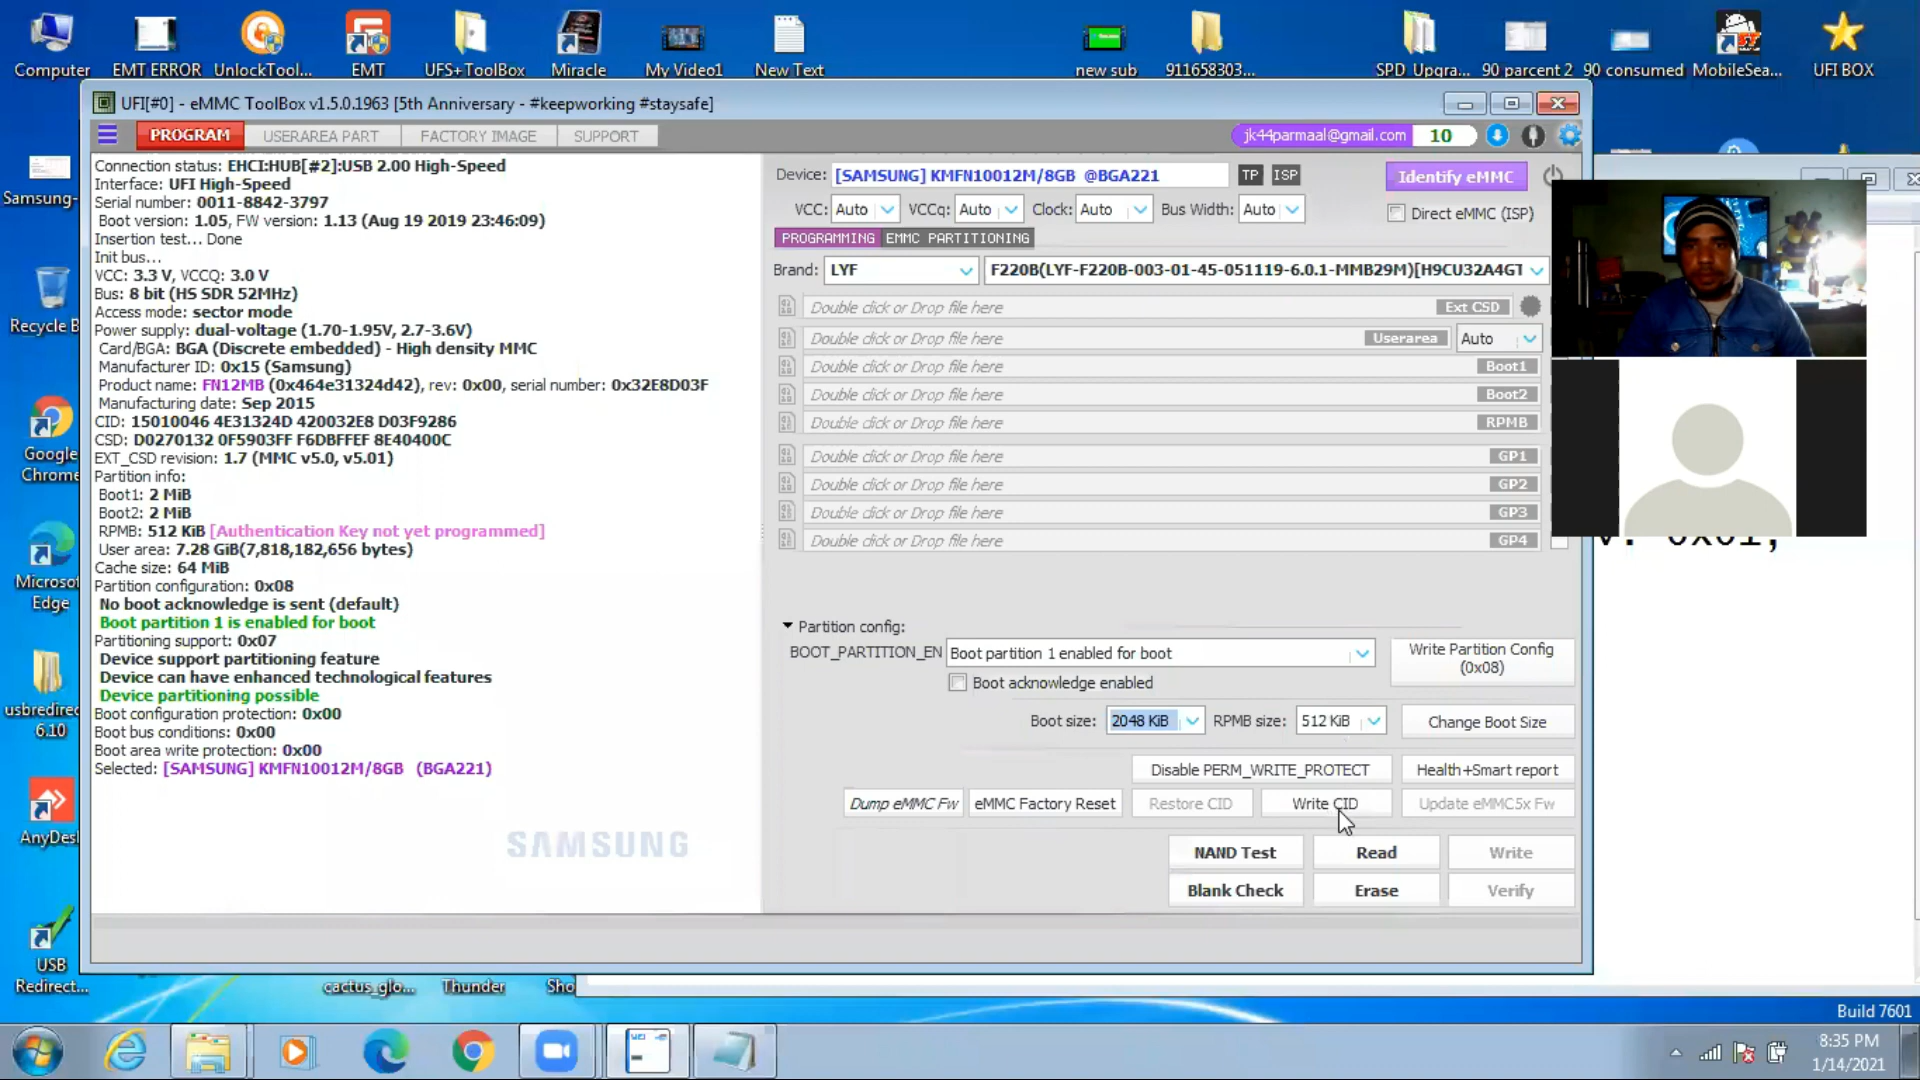 Computer
EMT ERROR
UnlockTool...
EMT
UFS+ToolBox
Miracle
My Video1
New Text
new sub
911658303...
SPD_Upgra...
90 parcent 2
90 consumed
MobileSea...
UFI BOX
UFI[#0] - eMMC ToolBox v1.5.0.1963 [5th Anniversary - #keepworking #staysafe]
PROGRAM
USERAREA PART
FACTORY IMAGE
SUPPORT
jk44parmaal@gmail.com
10
Connection status: EHCI:HUB[#2]:USB 2.00 High-Speed
Interface: UFI High-Speed
Serial number: 0011-8842-3797
Boot version: 1.05, FW version: 1.13 (Aug 19 2019 23:46:09)
Insertion test... Done
Init bus...
VCC: 3.3 V, VCCQ: 3.0 V
Bus: 8 bit (HS SDR 52MHz)
Access mode: sector mode
Power supply: dual-voltage (1.70-1.95V, 2.7-3.6V)
Card/BGA: BGA (Discrete embedded) - High density MMC
Manufacturer ID: 0x15 (Samsung)
Product name: FN12MB (0x464e31324d42), rev: 0x00, serial number: 0x32E8D03F
Manufacturing date: Sep 2015
CID: 15010046 4E31324D 420032E8 D03F9286
CSD: D0270132 0F5903FF F6DBFFEF 8E40400C
EXT_CSD revision: 1.7 (MMC v5.0, v5.01)
Partition info:
Boot1: 2 MiB
Boot2: 2 MiB
RPMB: 512 KiB [Authentication Key not yet programmed]
User area: 7.28 GiB(7,818,182,656 bytes)
Cache size: 64 MiB
Partition configuration: 0x08
No boot acknowledge is sent (default)
Boot partition 1 is enabled for boot
Partitioning support: 0x07
Device support partitioning feature
Device can have enhanced technological features
Device partitioning possible
Boot configuration protection: 0x00
Boot bus conditions: 0x00
Boot area write protection: 0x00
Selected: [SAMSUNG] KMFN10012M/8GB (BGA221)
SAMSUNG
Device: [SAMSUNG] KMFN10012M/8GB @BGA221
TP
ISP
Identify eMMC
VCC: Auto
VCCq: Auto
Clock: Auto
Bus Width: Auto
Direct eMMC (ISP)
PROGRAMMING
EMMC PARTITIONING
Brand: LYF
F220B(LYF-F220B-003-01-45-051119-6.0.1-MMB29M)[H9CU32A4GT
Double click or Drop file here Ext CSD
Double click or Drop file here Userarea Auto
Double click or Drop file here Boot1
Double click or Drop file here Boot2
Double click or Drop file here RPMB
Double click or Drop file here GP1
Double click or Drop file here GP2
Double click or Drop file here GP3
Double click or Drop file here GP4
Partition config:
BOOT_PARTITION_EN Boot partition 1 enabled for boot
Write Partition Config
(0x08)
Boot acknowledge enabled
Boot size: 2048 KiB
RPMB size: 512 KiB
Change Boot Size
Disable PERM_WRITE_PROTECT
Health+Smart report
Dump eMMC Fw
eMMC Factory Reset
Restore CID
Write CID
Update eMMC5x Fw
NAND Test
Read
Write
Blank Check
Erase
Verify
Samsung-
Recycle B
Google
Chrome
Microsof
Edge
usbredirec
6.10
AnyDesl
USB
Redirect...
cactus_glo...
Thunder
Sho
Build 7601
8:35 PM
1/14/2021